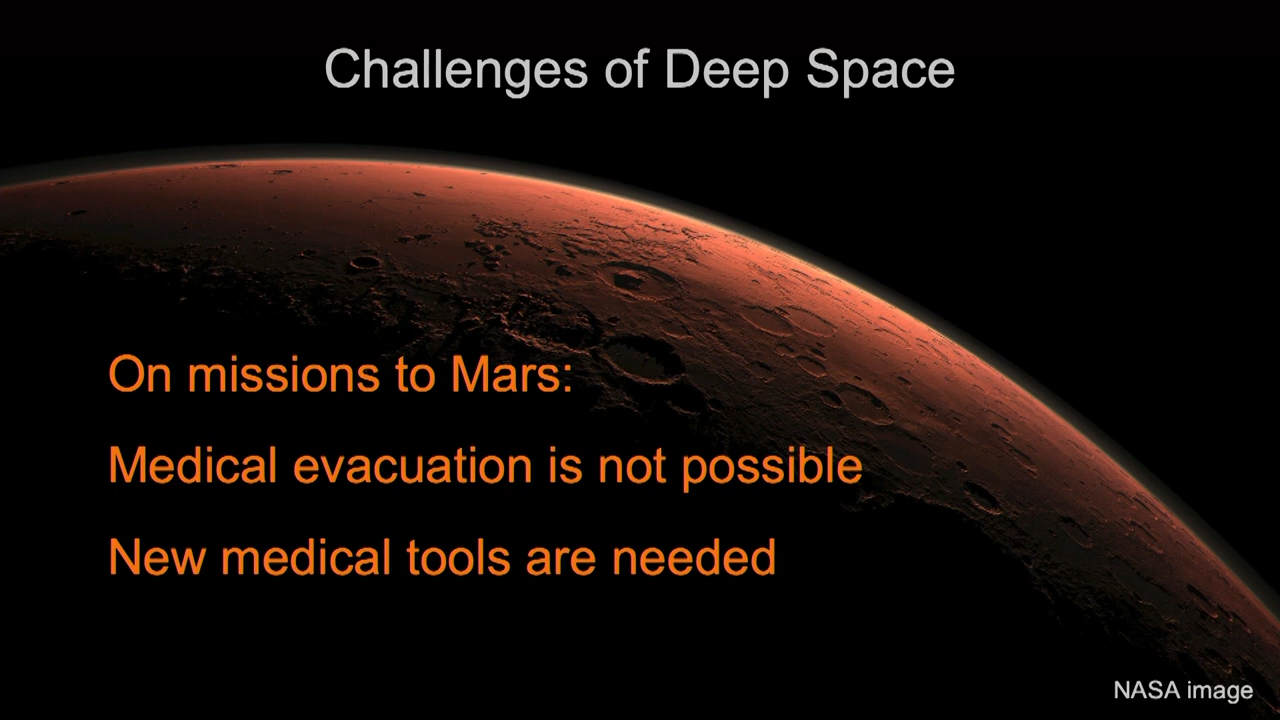 Challenges of Deep Space
On missions to Mars:
Medical evacuation is not possible
New medical tools are needed
NASA image